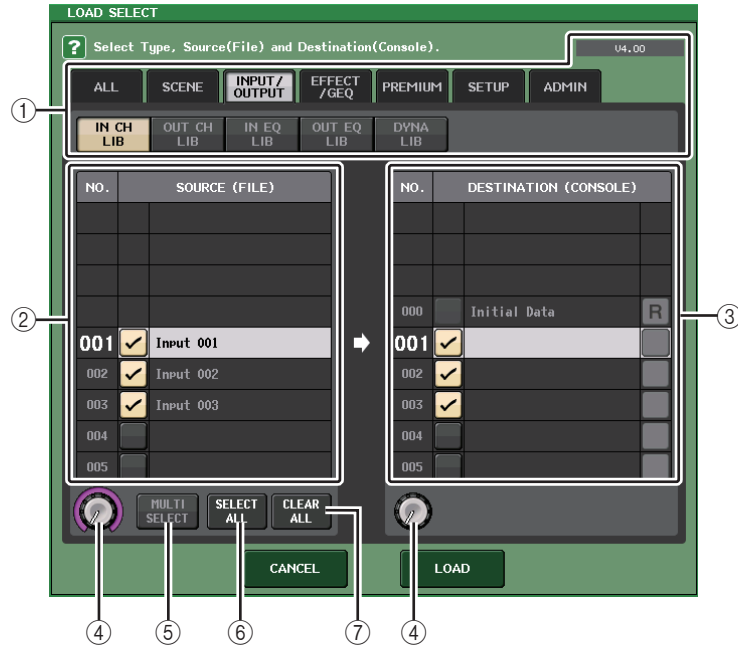 LOAD SELECT
? Select Type, Source(File) and Destination(Console).
V4.00
ALL
SCENE
INPUT/
OUTPUT
EFFECT
/GEQ
PREMIUM
SETUP
ADMIN
①
IN CH
LIB
OUT CH
LIB
IN EQ
LIB
OUT EQ
LIB
DYNA
LIB
NO. SOURCE (FILE)
NO. DESTINATION (CONSOLE)
② 000 Initial Data R ③
001 Input 001 001
002 Input 002 002
003 Input 003 003
004 004
005 005
MULTI
SELECT
SELECT
ALL
CLEAR
ALL
CANCEL LOAD
④ ⑤ ⑥ ⑦ ④